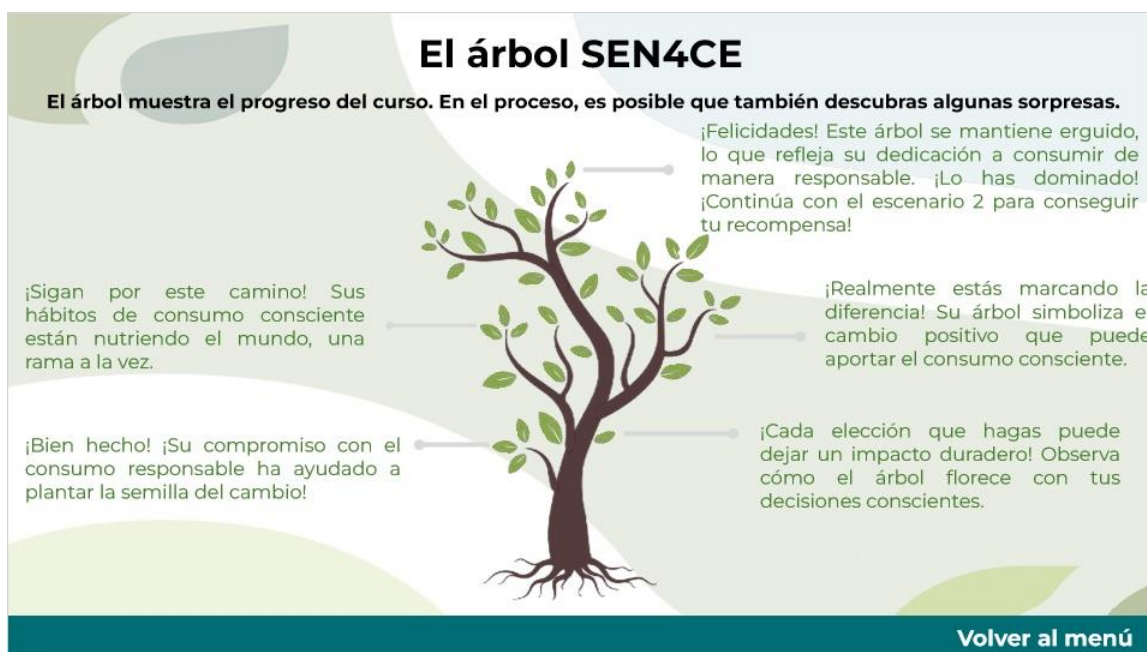 El árbol SEN4CE
El árbol muestra el progreso del curso. En el proceso, es posible que también descubras algunas sorpresas.
¡Felicidades! Este árbol se mantiene erguido,
lo que refleja su dedicación a consumir de
manera responsable. ¡Lo has dominado!
¡Continúa con el escenario 2 para conseguir
tu recompensa!
¡Sigan por este camino! Sus
hábitos de consumo consciente
están nutriendo el mundo, una
rama a la vez.
¡Realmente estás marcando la
diferencia! Su árbol simboliza el
cambio positivo que puede
aportar el consumo consciente.
¡Bien hecho! ¡Su compromiso con el
consumo responsable ha ayudado a
plantar la semilla del cambio!
¡Cada elección que hagas puede
dejar un impacto duradero! Observa
cómo el árbol florece con tus
decisiones conscientes.
Volver al menú